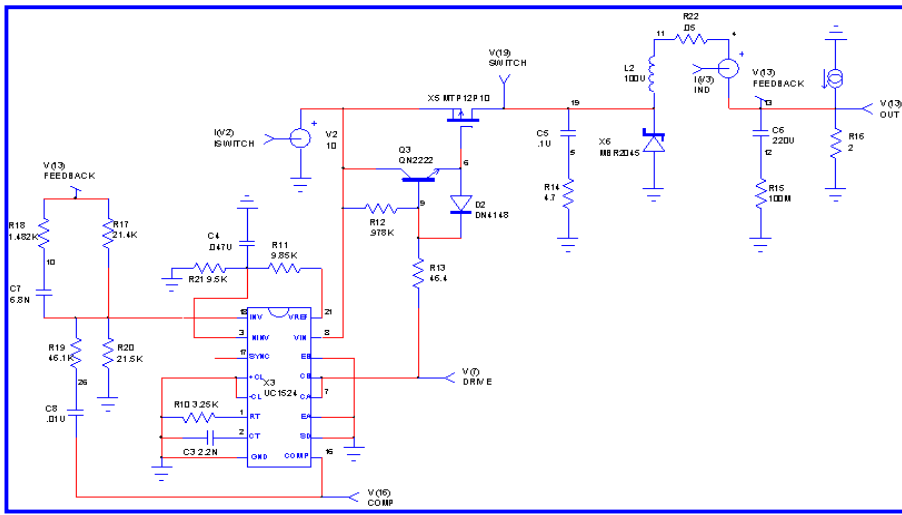 R22
.05
11
4
V(19)
SWITCH
L2
100U
I(V3)
IND
V(13)
FEEDBACK
X5 MTP12P10
19
13
V(13)
OUT
I(V2)
ISWITCH
V2
10
C5
.1U
X6
MBR2045
C6
220U
R16
2
Q3
QN2222
6
5
12
V(13)
FEEDBACK
9
D2
DN4148
R14
4.7
R15
100M
R18
1.482K
R17
21.4K
C4
.047U
R11
9.85K
R12
.978K
10
R21 9.5K
R13
46.4
C7
6.8N
18
INV
VREF
21
3
NINV
VIN
8
R19
46.1K
R20
21.5K
17
SYNC
EB
X3
UC1524
+CL
CB
V(7)
DRIVE
26
-CL
CA
7
C8
.01U
R10 3.25K
1
RT
EA
2
CT
SD
C3 2.2N
GND
COMP
16
V(16)
COMP